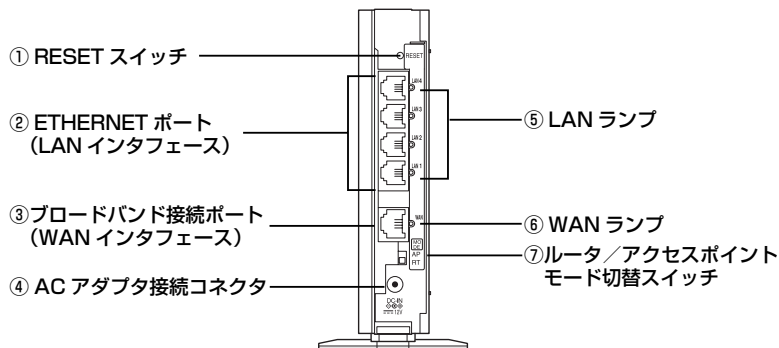 ① RESET スイッチ
② ETHERNET ポート
（LAN インタフェース）
③ブロードバンド接続ポート
（WAN インタフェース）
④ AC アダプタ接続コネクタ
RESET
LAN4
LAN3
LAN2
LAN1
WAN
MO
DE
AP
RT
DC-IN
12V
⑤ LAN ランプ
⑥ WAN ランプ
⑦ルータ／アクセスポイント
モード切替スイッチ